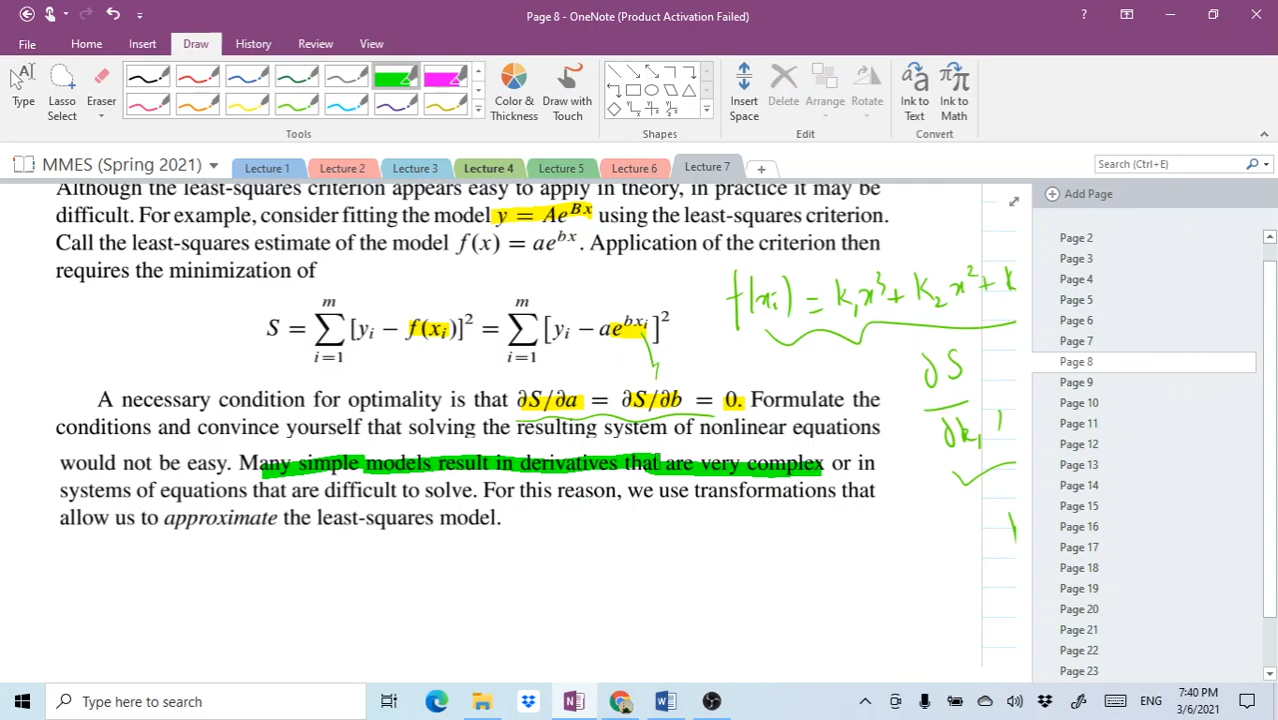 Page 8 - OneNote (Product Activation Failed)
?
File Home Insert Draw History Review View
Type
Lasso Select
Eraser
Color & Thickness
Draw with Touch
Insert Space
Delete
Arrange
Rotate
Ink to Text
Ink to Math
Tools
Shapes
Edit
Convert
MMES (Spring 2021)
Lecture 1
Lecture 2
Lecture 3
Lecture 4
Lecture 5
Lecture 6
Lecture 7
Search (Ctrl+E)
Although the least-squares criterion appears easy to apply in theory, in practice it may be
difficult. For example, consider fitting the model y = Ae^{Bx} using the least-squares criterion.
Call the least-squares estimate of the model f(x) = ae^{bx}. Application of the criterion then
requires the minimization of
f(x_i) = k_1x^3 + k_2x^2 + k
S = \sum_{i=1}^{m} [y_i − f(x_i)]^2 = \sum_{i=1}^{m} [y_i − ae^{bx_i}]^2
∂S
∂k_1
A necessary condition for optimality is that ∂S/∂a = ∂S/∂b = 0. Formulate the
conditions and convince yourself that solving the resulting system of nonlinear equations
would not be easy. Many simple models result in derivatives that are very complex or in
systems of equations that are difficult to solve. For this reason, we use transformations that
allow us to approximate the least-squares model.
Add Page
Page 2
Page 3
Page 4
Page 5
Page 6
Page 7
Page 8
Page 9
Page 10
Page 11
Page 12
Page 13
Page 14
Page 15
Page 16
Page 17
Page 18
Page 19
Page 20
Page 21
Page 22
Page 23
Type here to search
ENG
7:40 PM
3/6/2021